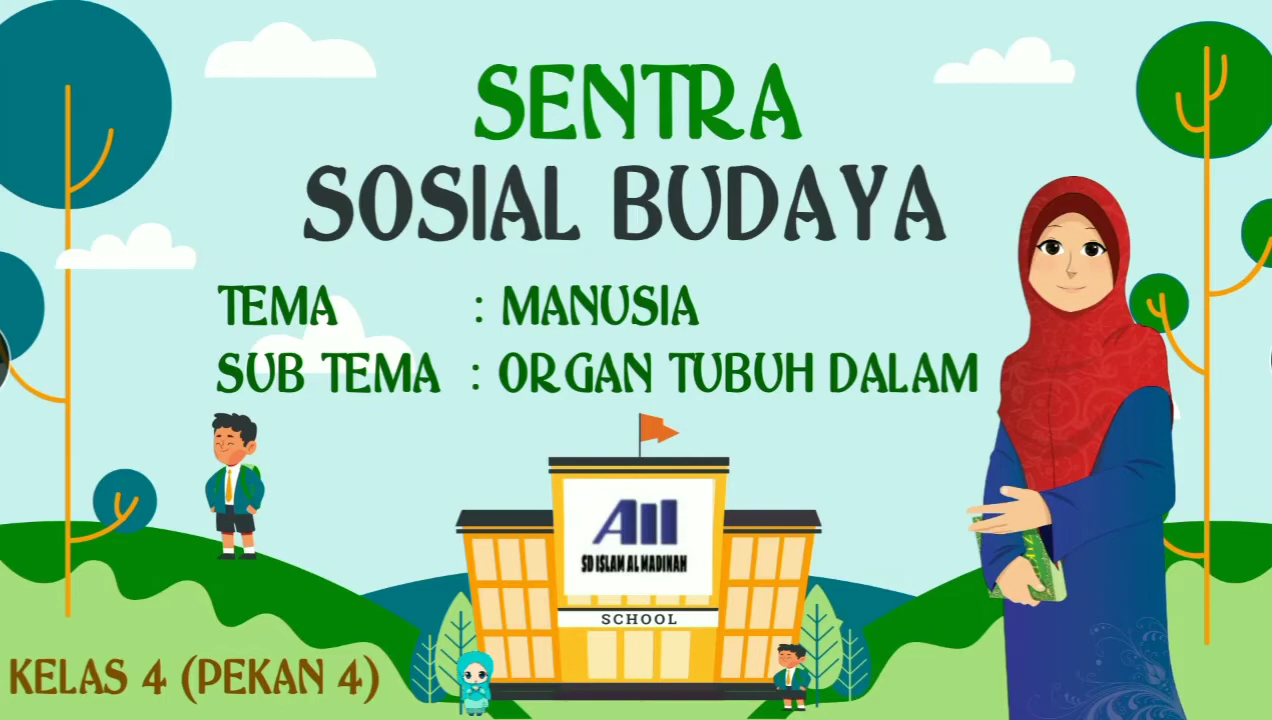 SENTRA
SOSIAL BUDAYA
TEMA : MANUSIA
SUB TEMA : ORGAN TUBUH DALAM
SD ISLAM AL MADINAH
SCHOOL
KELAS 4 (PEKAN 4)